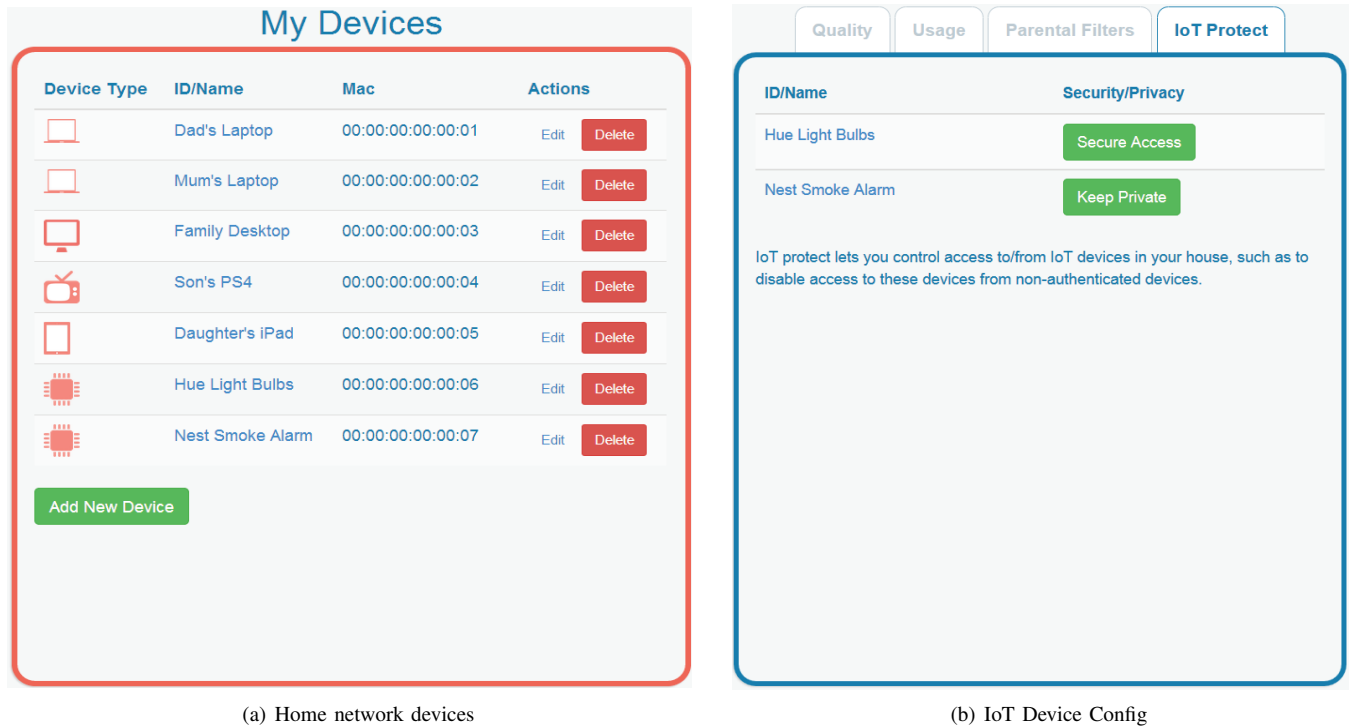 My Devices
Device Type ID/Name Mac Actions
Dad's Laptop 00:00:00:00:00:01 Edit Delete
Mum's Laptop 00:00:00:00:00:02 Edit Delete
Family Desktop 00:00:00:00:00:03 Edit Delete
Son's PS4 00:00:00:00:00:04 Edit Delete
Daughter's iPad 00:00:00:00:00:05 Edit Delete
Hue Light Bulbs 00:00:00:00:00:06 Edit Delete
Nest Smoke Alarm 00:00:00:00:00:07 Edit Delete
Add New Device
(a) Home network devices
Quality Usage Parental Filters IoT Protect
ID/Name Security/Privacy
Hue Light Bulbs Secure Access
Nest Smoke Alarm Keep Private
IoT protect lets you control access to/from IoT devices in your house, such as to
disable access to these devices from non-authenticated devices.
(b) IoT Device Config